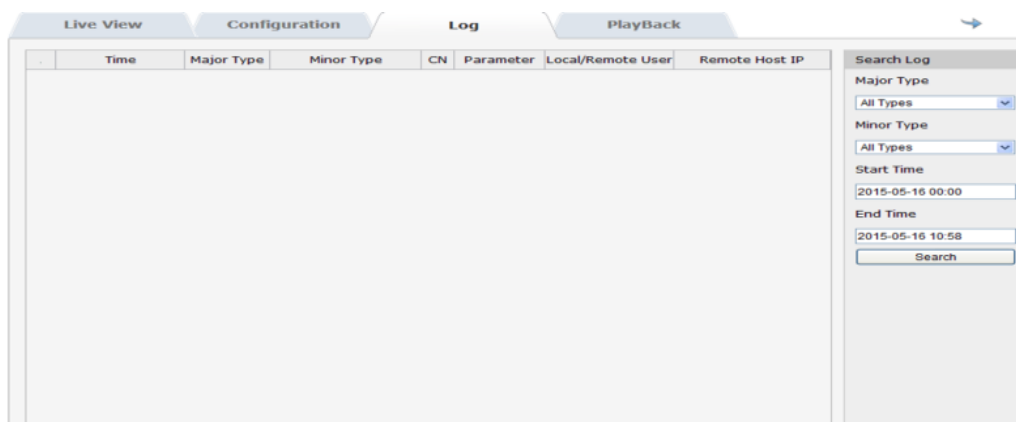 Live View Configuration Log PlayBack
Time Major Type Minor Type CN Parameter Local/Remote User Remote Host IP
Search Log
Major Type
All Types
Minor Type
All Types
Start Time
2015-05-16 00:00
End Time
2015-05-16 10:58
Search